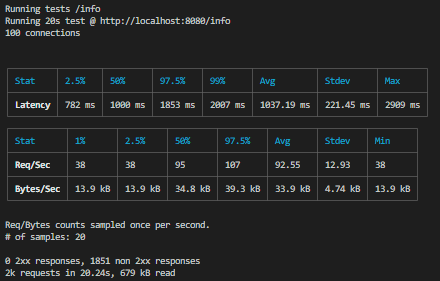 Running tests /info
Running 20s test @ http://localhost:8080/info
100 connections
Stat 2.5% 50% 97.5% 99% Avg Stdev Max
Latency 782 ms 1000 ms 1853 ms 2007 ms 1037.19 ms 221.45 ms 2909 ms
Stat 1% 2.5% 50% 97.5% Avg Stdev Min
Req/Sec 38 38 95 107 92.55 12.93 38
Bytes/Sec 13.9 kB 13.9 kB 34.8 kB 39.3 kB 33.9 kB 4.74 kB 13.9 kB
Req/Bytes counts sampled once per second.
# of samples: 20
0 2xx responses, 1851 non 2xx responses
2k requests in 20.24s, 679 kB read